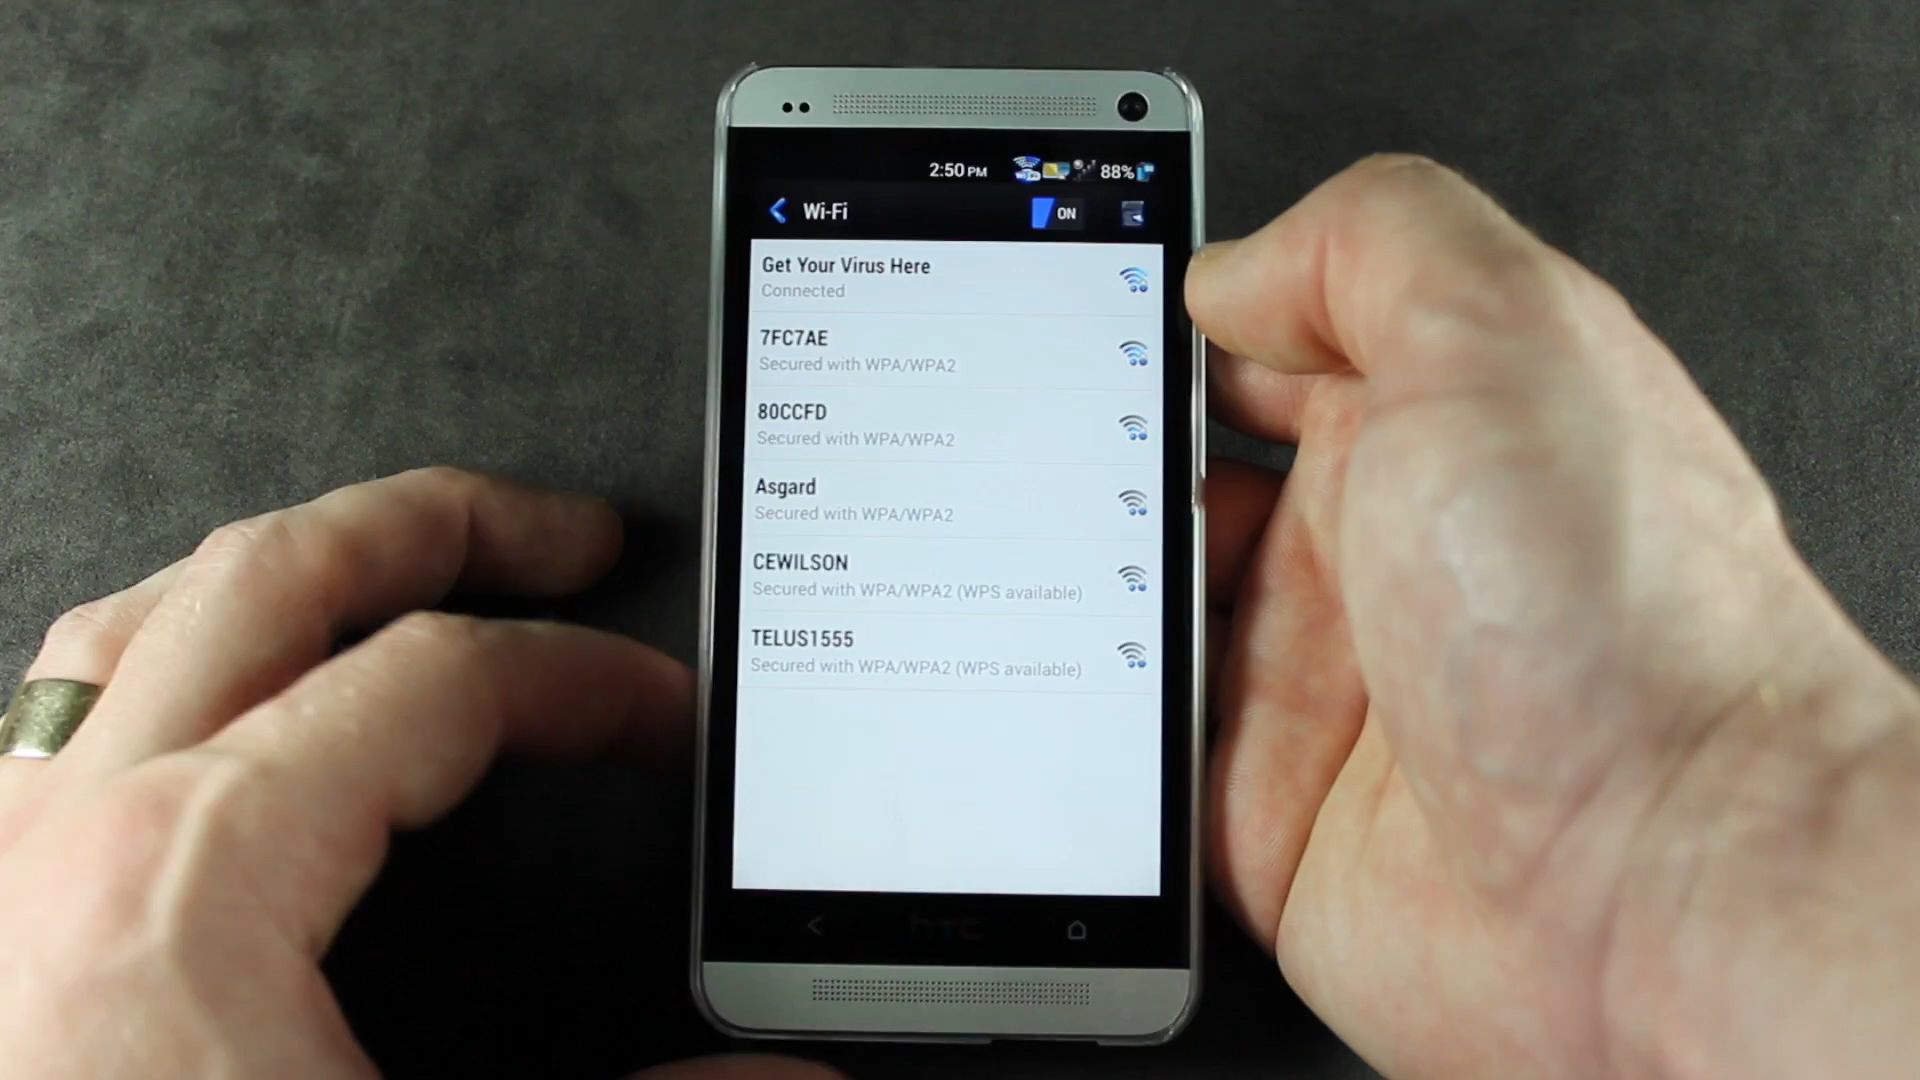 2:50 PM 88%
Wi-Fi ON
Get Your Virus Here
Connected
7FC7AE
Secured with WPA/WPA2
80CCFD
Secured with WPA/WPA2
Asgard
Secured with WPA/WPA2
CEWILSON
Secured with WPA/WPA2 (WPS available)
TELUS1555
Secured with WPA/WPA2 (WPS available)
hTC